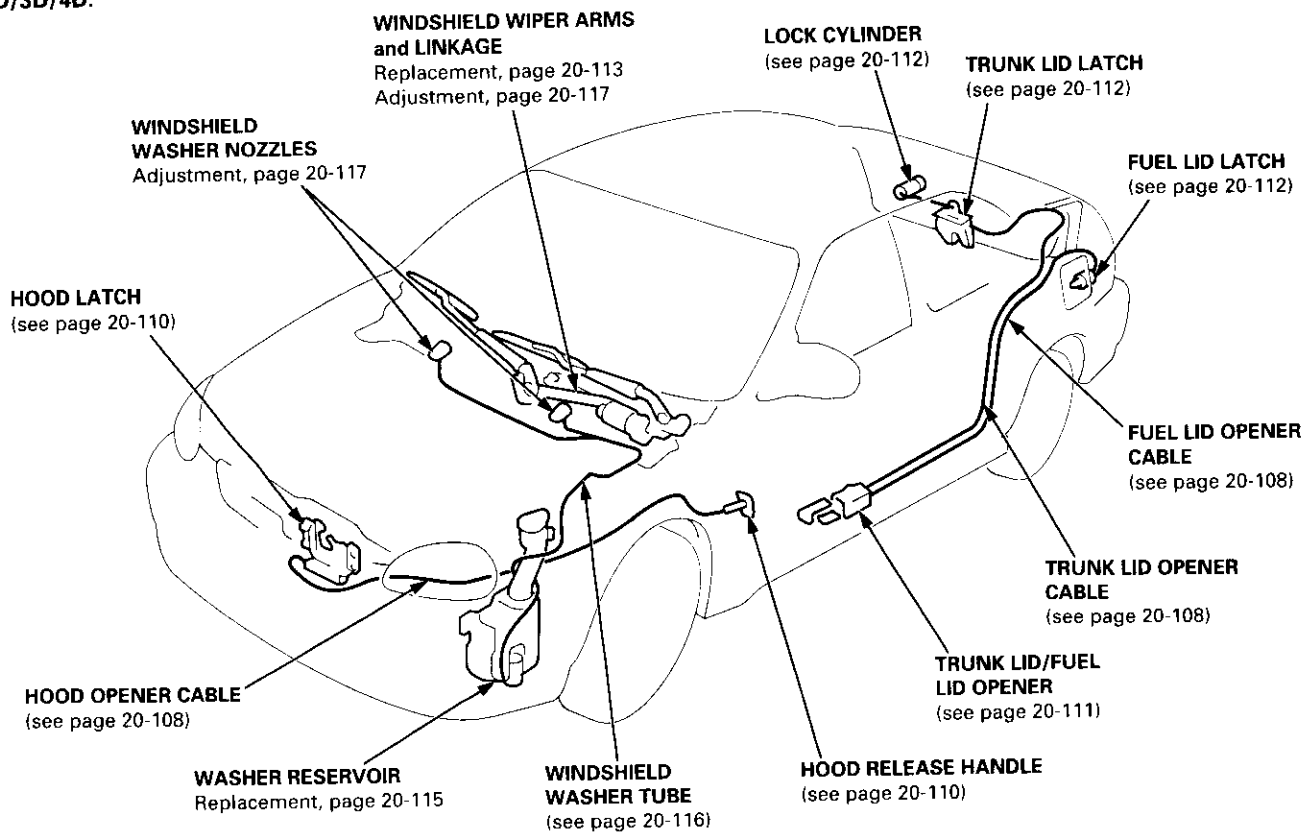 WINDSHIELD WIPER ARMS
and LINKAGE
Replacement, page 20-113
Adjustment, page 20-117
LOCK CYLINDER
(see page 20-112)
TRUNK LID LATCH
(see page 20-112)
WINDSHIELD
WASHER NOZZLES
Adjustment, page 20-117
FUEL LID LATCH
(see page 20-112)
HOOD LATCH
(see page 20-110)
FUEL LID OPENER
CABLE
(see page 20-108)
TRUNK LID OPENER
CABLE
(see page 20-108)
TRUNK LID/FUEL
LID OPENER
(see page 20-111)
HOOD OPENER CABLE
(see page 20-108)
WASHER RESERVOIR
Replacement, page 20-115
WINDSHIELD
WASHER TUBE
(see page 20-116)
HOOD RELEASE HANDLE
(see page 20-110)